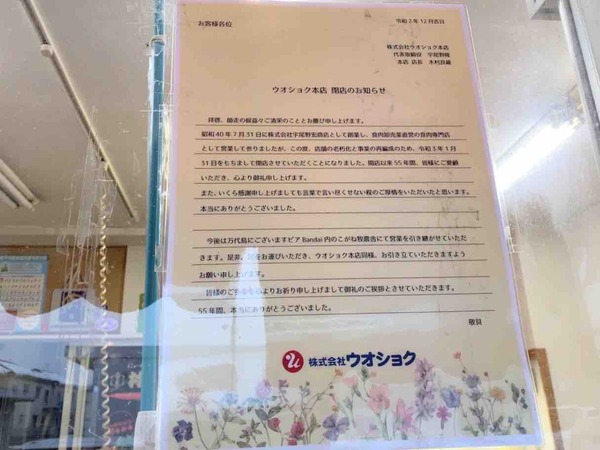 お客様各位
令和2年12月吉日
株式会社ウオショク本店
代表取締役 宇尾野隆
本店 店長 木村良雄
ウオショク本店 閉店のお知らせ
拝啓、師走の候益々ご清栄のこととお慶び申し上げます。
昭和40年7月31日に株式会社宇尾野宏商店として創業し、食肉卸売業直営の食肉専門店
として営業して参りましたが、この度、店舗の老朽化と事業の再編成のため、令和3年1月
31日をもちまして閉店させていただくことになりました。開店以来55年間、皆様にご愛顧
いただき、心より御礼申し上げます。
また、いくら感謝申し上げましても言葉で言い尽くせない程のご厚情をいただいたと思います。
本当にありがとうございました。
今後は万代島にございますピアBandai内のこがね牧農舎にて営業を引き継がせていただ
きます。是非、足をお運びいただき、ウオショク本店同様、お引き立ていただきますよう
お願い申し上げます。
皆様のご多幸を心よりお祈り申し上げまして御礼のご挨拶とさせていただきます。
55年間、本当にありがとうございました。
敬具
株式会社ウオショク